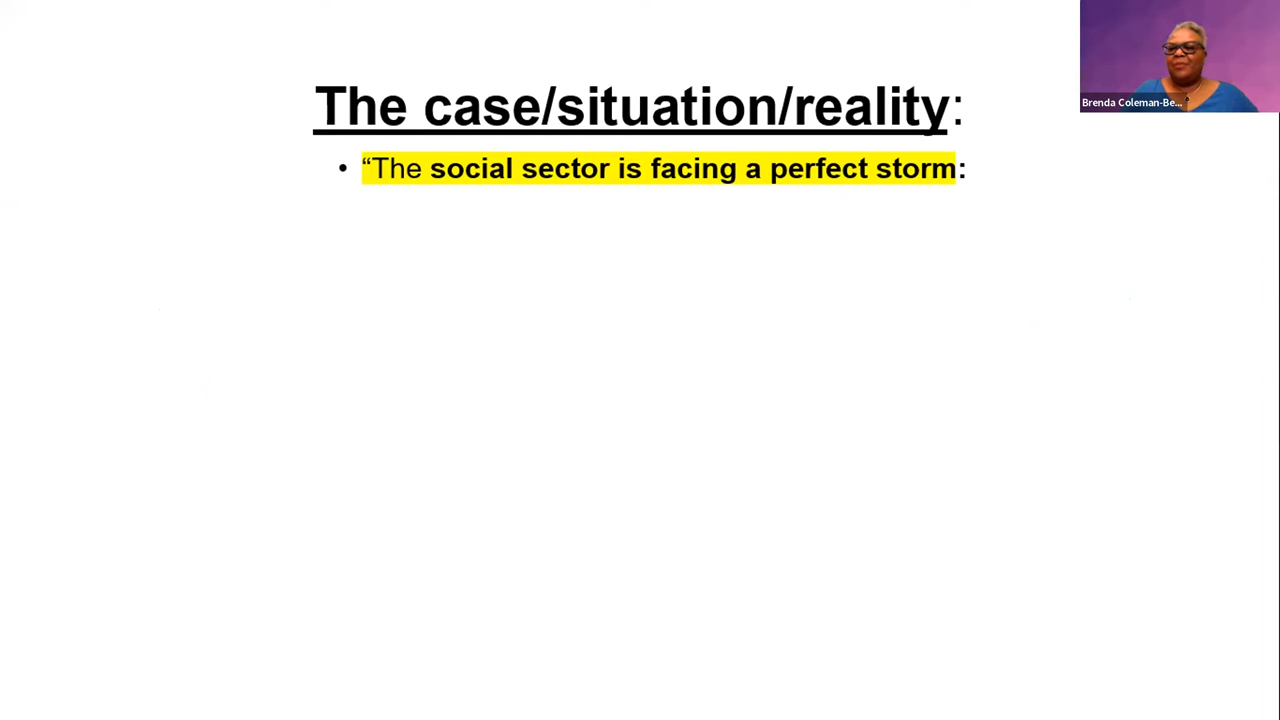 The case/situation/reality:
• “The social sector is facing a perfect storm:
Brenda Coleman-Be...